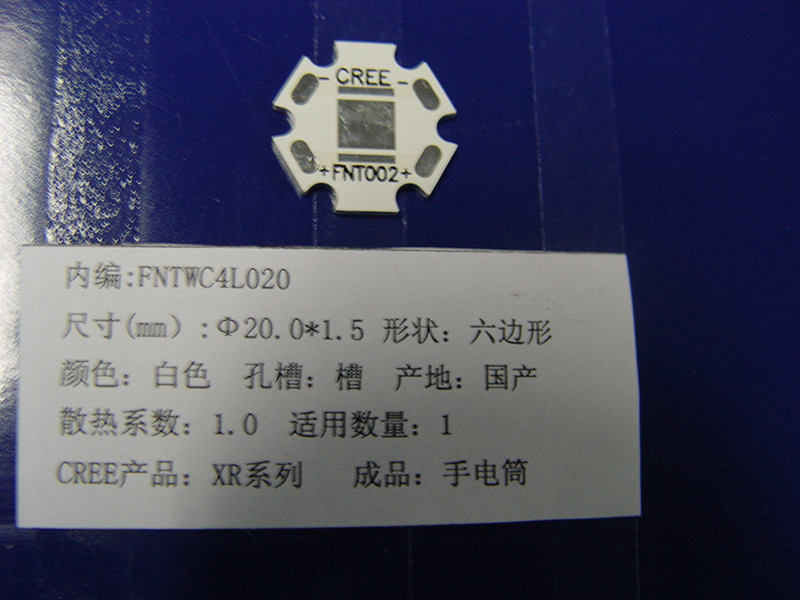 - CREE -
+FNT002+
内编:FNTWC4L020
尺寸(mm）:Φ20.0*1.5 形状：六边形
颜色：白色 孔槽：槽 产地：国产
散热系数：1.0 适用数量：1
CREE产品：XR系列 成品：手电筒